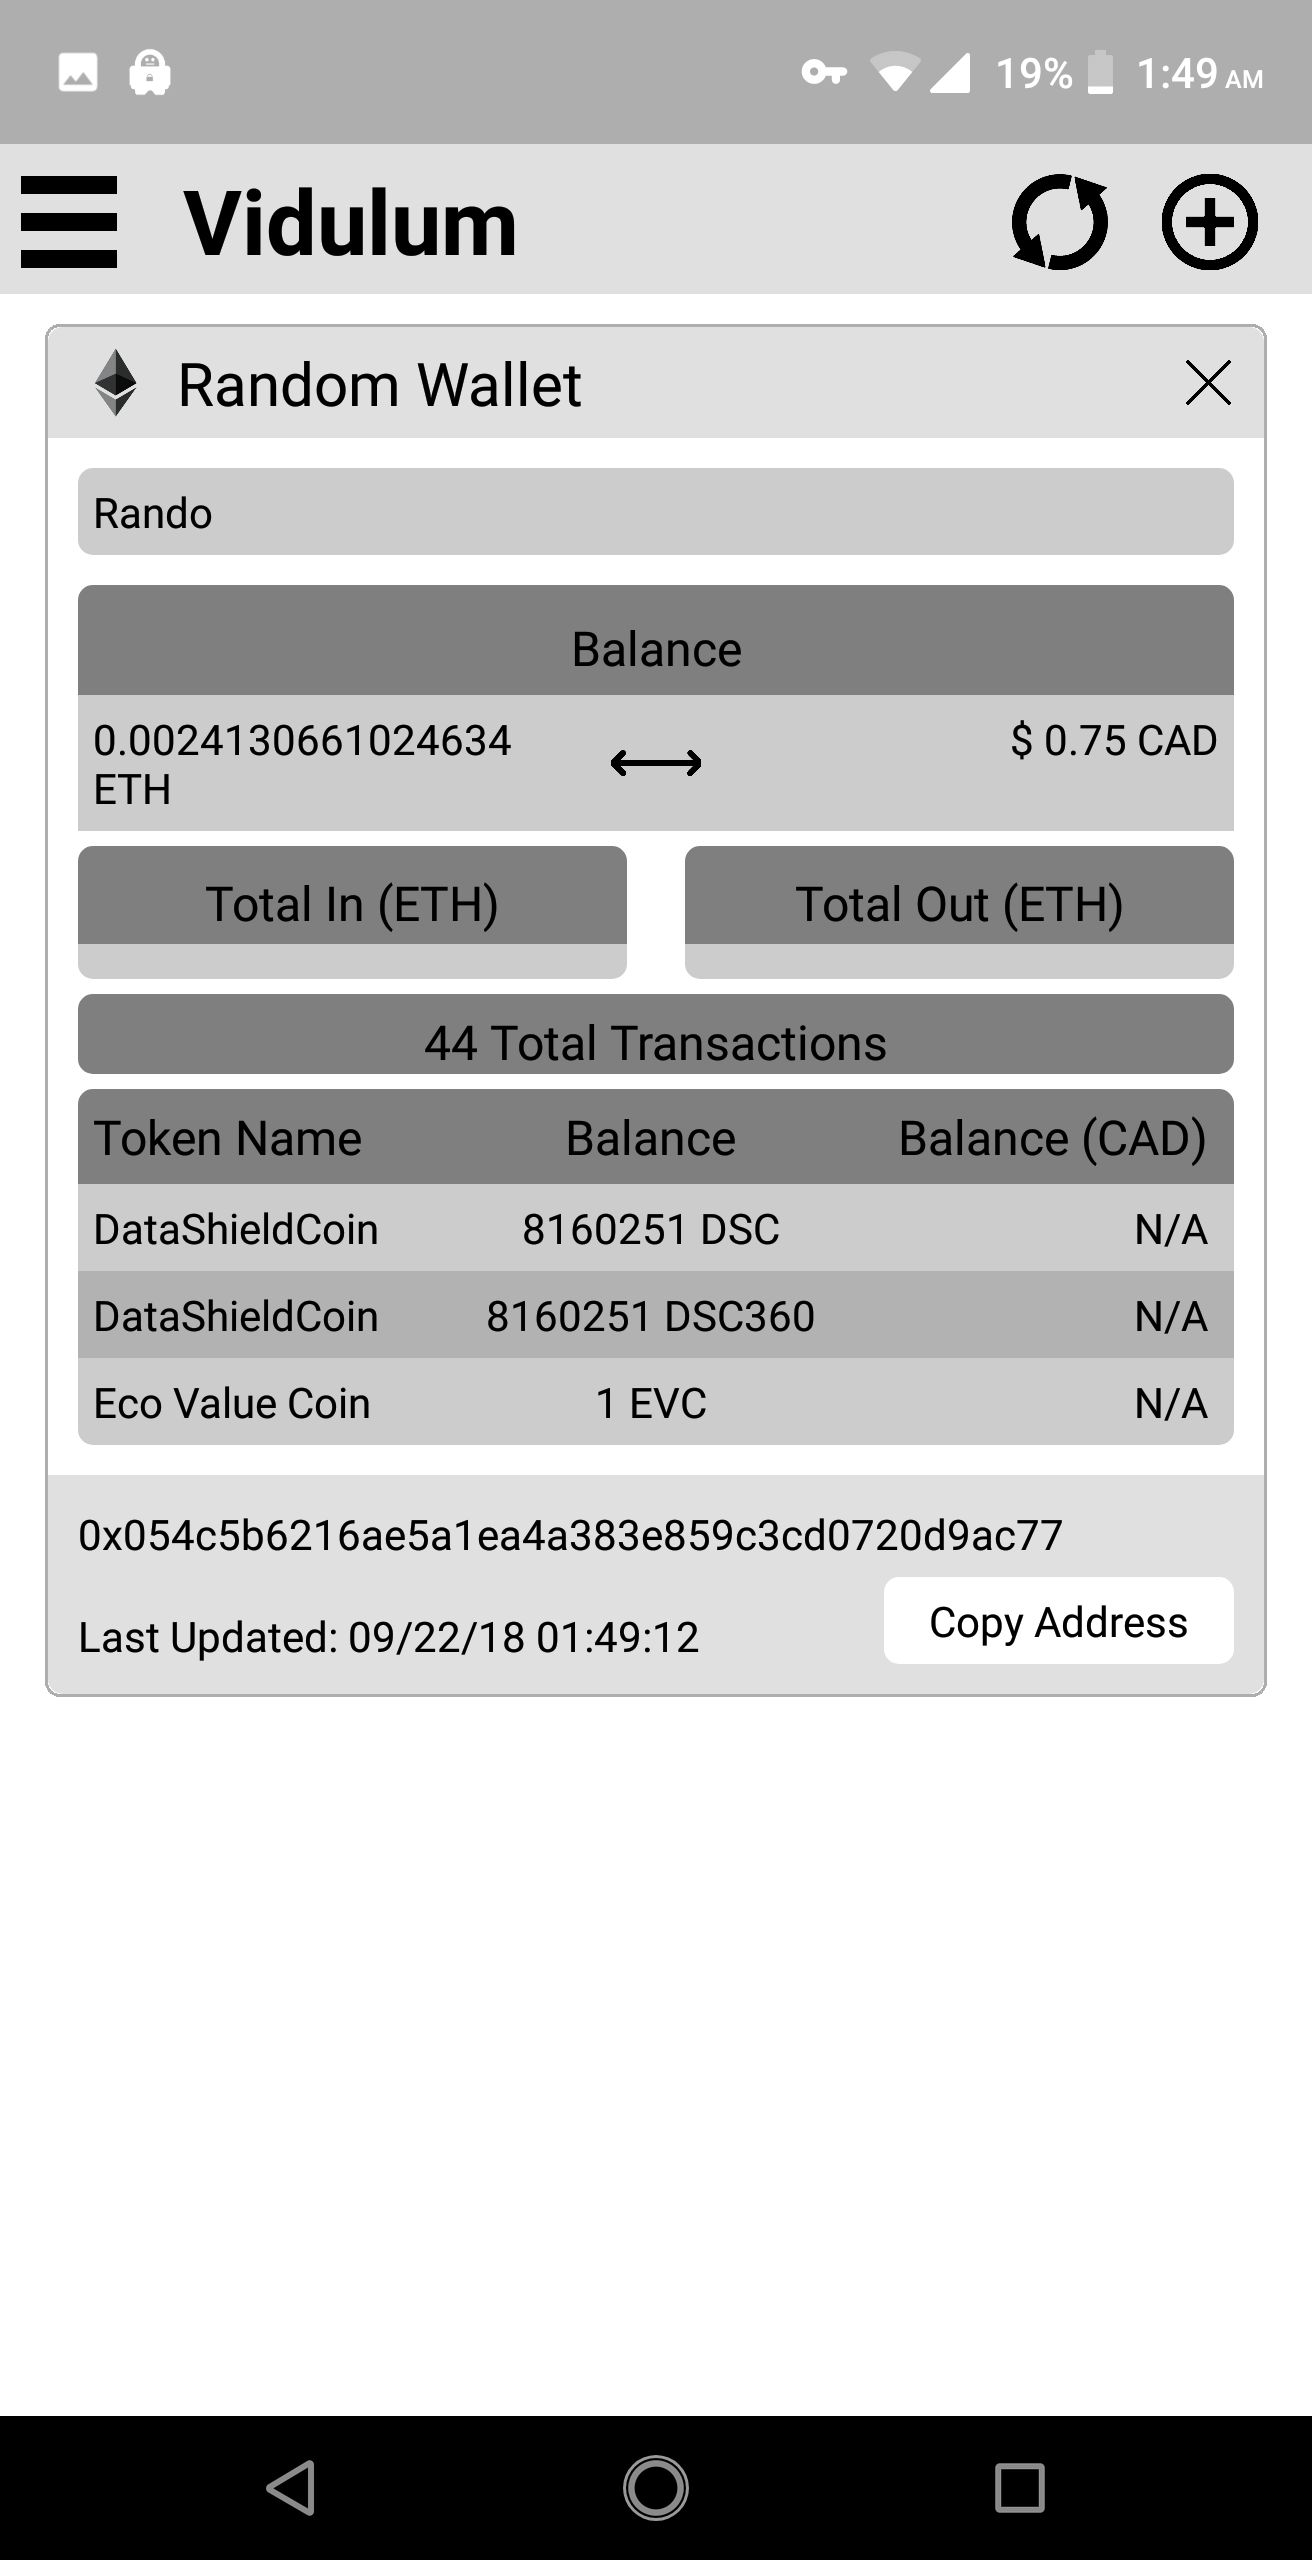 19% 1:49 AM
Vidulum
Random Wallet
Rando
Balance
0.0024130661024634 $ 0.75 CAD
ETH
Total In (ETH) Total Out (ETH)
44 Total Transactions
Token Name Balance Balance (CAD)
DataShieldCoin 8160251 DSC N/A
DataShieldCoin 8160251 DSC360 N/A
Eco Value Coin 1 EVC N/A
0x054c5b6216ae5a1ea4a383e859c3cd0720d9ac77
Last Updated: 09/22/18 01:49:12
Copy Address